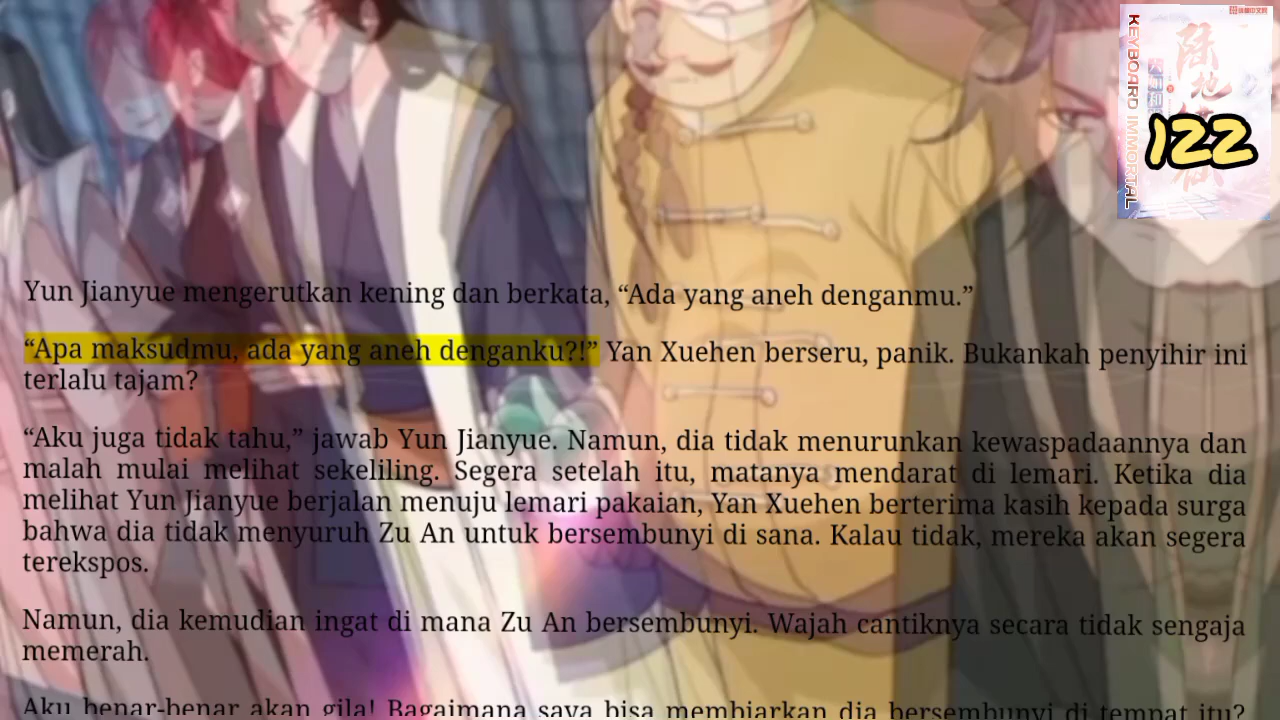 KEYBOARD IMMORTAL
122
Yun Jianyue mengerutkan kening dan berkata, “Ada yang aneh denganmu.”
“Apa maksudmu, ada yang aneh denganku?!” Yan Xuehen berseru, panik. Bukankah penyihir ini
terlalu tajam?
“Aku juga tidak tahu,” jawab Yun Jianyue. Namun, dia tidak menurunkan kewaspadaannya dan
malah mulai melihat sekeliling. Segera setelah itu, matanya mendarat di lemari. Ketika dia
melihat Yun Jianyue berjalan menuju lemari pakaian, Yan Xuehen berterima kasih kepada surga
bahwa dia tidak menyuruh Zu An untuk bersembunyi di sana. Kalau tidak, mereka akan segera
terekspos.
Namun, dia kemudian ingat di mana Zu An bersembunyi. Wajah cantiknya secara tidak sengaja
memerah.
Aku benar-benar akan gila! Bagaimana saya bisa membiarkan dia bersembunyi di tempat itu?